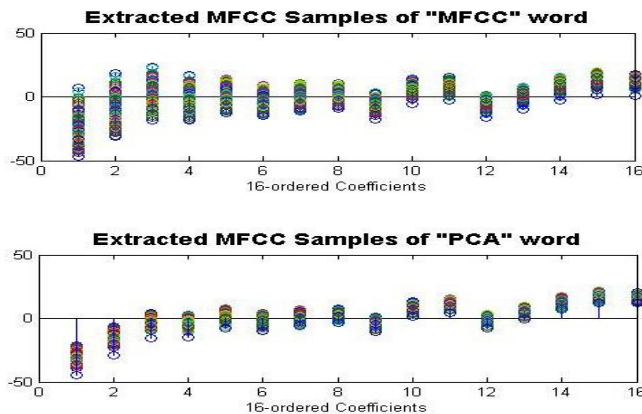 Extracted MFCC Samples of "MFCC" word
50
0
-50
0 2 4 6 8 10 12 14 16
16-ordered Coefficients
Extracted MFCC Samples of "PCA" word
50
0
-50
0 2 4 6 8 10 12 14 16
16-ordered Coefficients